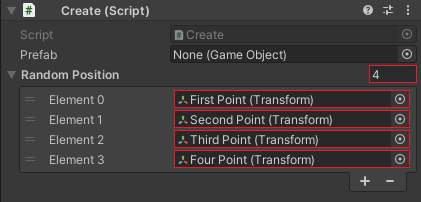 # Create (Script)
Script # Create
Prefab None (Game Object)
Random Position 4
Element 0 First Point (Transform)
Element 1 Second Point (Transform)
Element 2 Third Point (Transform)
Element 3 Four Point (Transform)
+ −